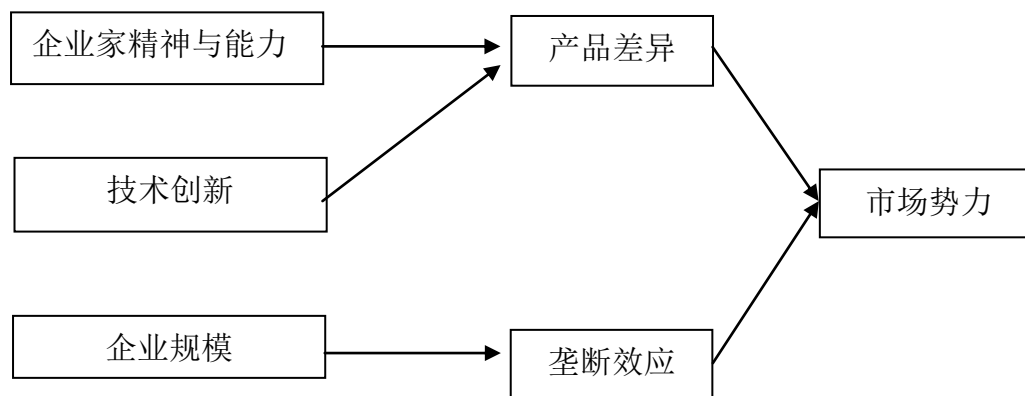 企业家精神与能力
产品差异
技术创新
市场势力
企业规模
垄断效应